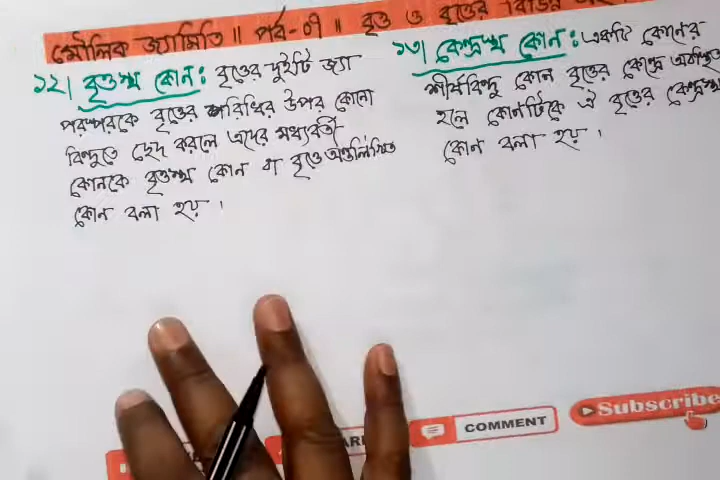 মৌলিক জ্যামিতি ॥ পর্ব - ০৭ ॥ বৃত্ত ও বৃত্তের বিভিন্ন
১২। বৃত্তস্থ কোন : বৃত্তের দুইটি জ্যা
পরস্পরকে বৃত্তের পরিধির উপর কোনো
বিন্দুতে ছেদ করলে এদের মধ্যবর্তী
কোনকে বৃত্তস্থ কোন বা বৃত্তে অন্তর্লিখিত
কোন বলা হয় ।
১৩। কেন্দ্রস্থ কোন : একটি কোনের
শীর্ষবিন্দু কোন বৃত্তের কেন্দ্রে অবস্থিত
হলে কোনটিকে ঐ বৃত্তের কেন্দ্রস্থ
কোন বলা হয় ।
COMMENT
Subscribe